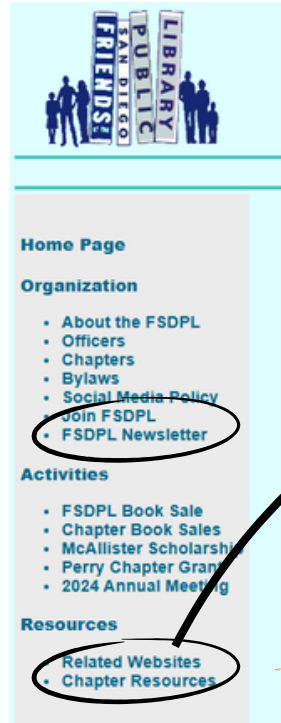 FRIENDS!
SAN DIEGO
PUBLIC
LIBRARY
Home Page
Organization
About the FSDPL
Officers
Chapters
Bylaws
Social Media Policy
Join FSDPL
FSDPL Newsletter
Activities
FSDPL Book Sale
Chapter Book Sales
McAllister Scholarship
Perry Chapter Grant
2024 Annual Meeting
Resources
Related Websites
Chapter Resources